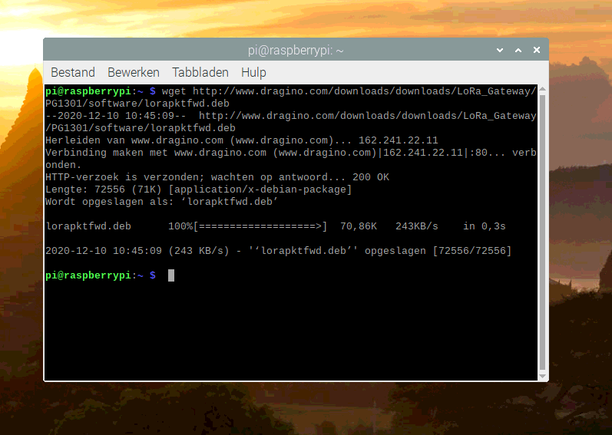 pi@raspberrypi: ~
Bestand Bewerken Tabbladen Hulp
pi@raspberrypi:~ $ wget http://www.dragino.com/downloads/downloads/LoRa_Gateway/
PG1301/software/lorapktfwd.deb
--2020-12-10 10:45:09--  http://www.dragino.com/downloads/downloads/LoRa_Gateway
/PG1301/software/lorapktfwd.deb
Herleiden van www.dragino.com (www.dragino.com)... 162.241.22.11
Verbinding maken met www.dragino.com (www.dragino.com)|162.241.22.11|:80... verb
onden.
HTTP-verzoek is verzonden; wachten op antwoord... 200 OK
Lengte: 72556 (71K) [application/x-debian-package]
Wordt opgeslagen als: ‘lorapktfwd.deb’
lorapktfwd.deb      100%[===================>]  70,86K   243KB/s    in 0,3s
2020-12-10 10:45:09 (243 KB/s) - '‘lorapktfwd.deb’' opgeslagen [72556/72556]
pi@raspberrypi:~ $